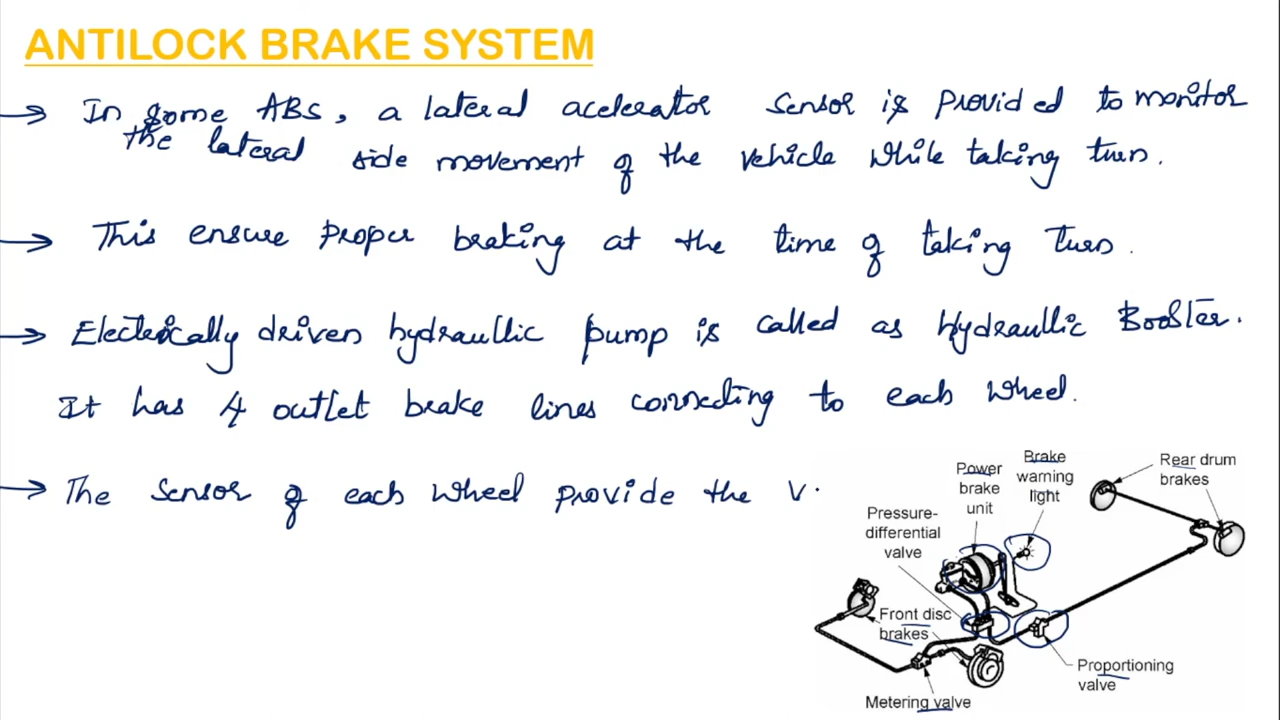 ANTILOCK BRAKE SYSTEM
→ In some ABS, a lateral acelerator sensor is provided to monitor
the lateral side movement of the vehicle while taking turn.
→ This ensure proper braking at the time of taking turn.
→ Electrically driven hydraullic pump is called as Hydraullic Booster.
It has 4 outlet brake lines connecting to each wheel.
→ The sensor of each wheel provide the v
Brake
warning
light
Power
brake
unit
Rear drum
brakes
Pressure-
differential
valve
Front disc
brakes
Proportioning
valve
Metering valve